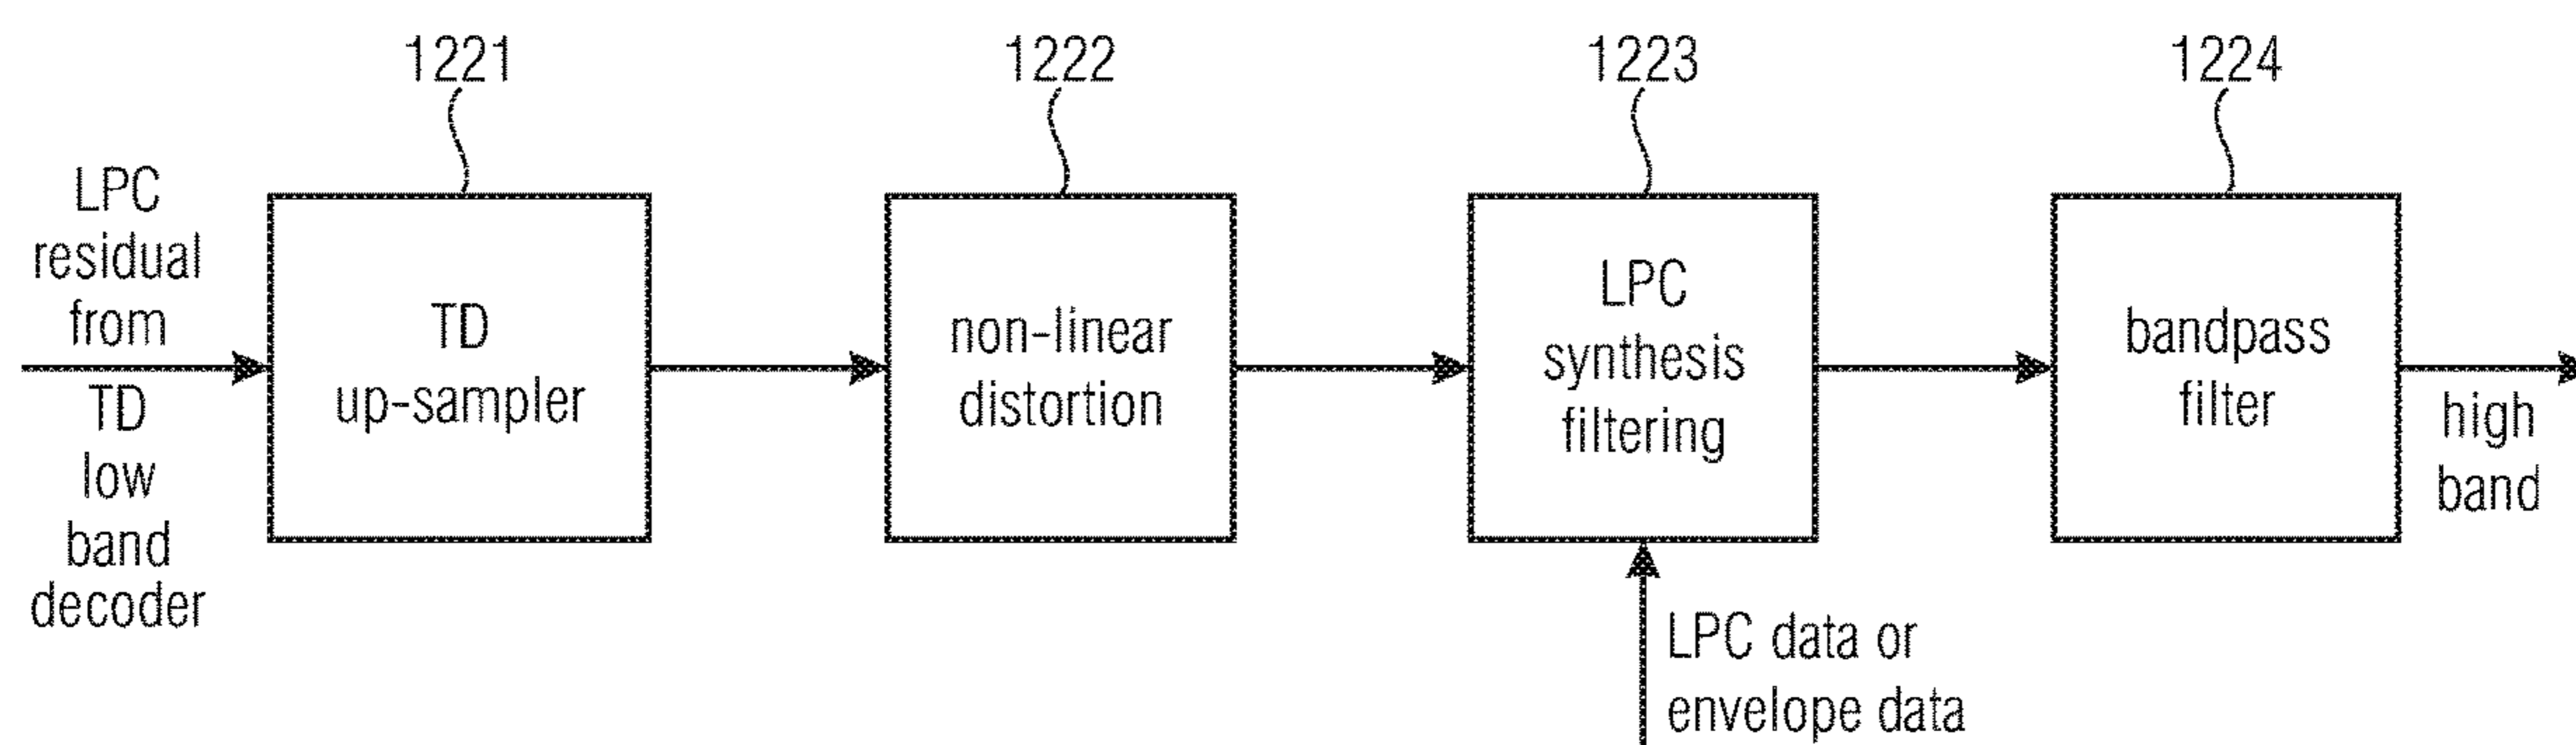 1221
1222
1223
1224
LPC
residual
from
TD
low
band
decoder
TD
up-sampler
non-linear
distortion
LPC
synthesis
filtering
bandpass
filter
high
band
LPC data or
envelope data